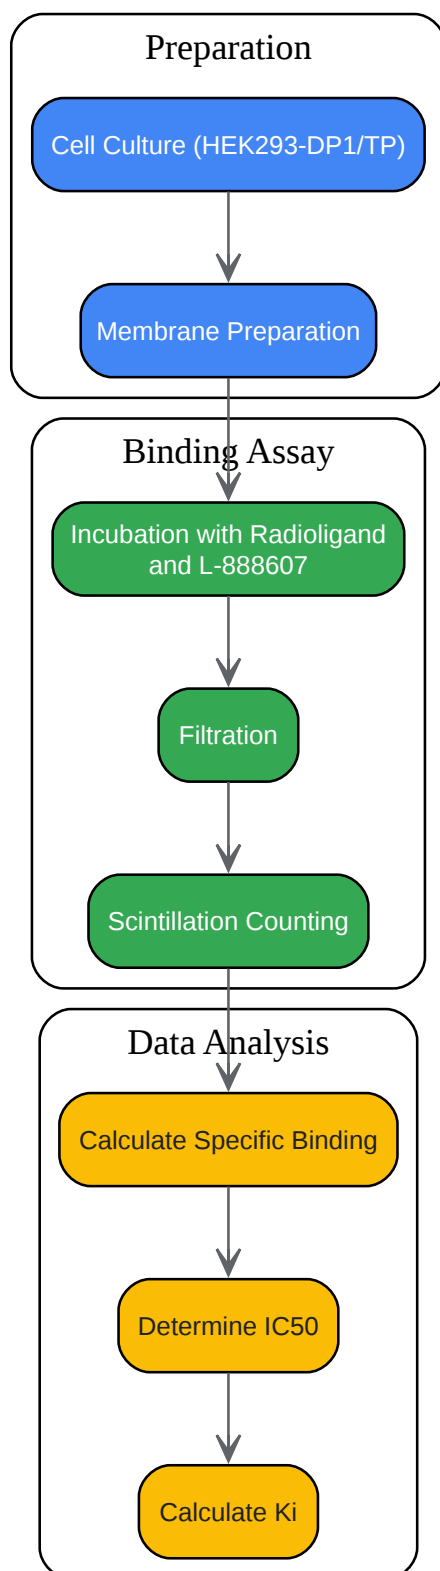 Preparation
Cell Culture (HEK293-DP1/TP)
Membrane Preparation
Binding Assay
Incubation with Radioligand
and L-888607
Filtration
Scintillation Counting
Data Analysis
Calculate Specific Binding
Determine IC50
Calculate Ki